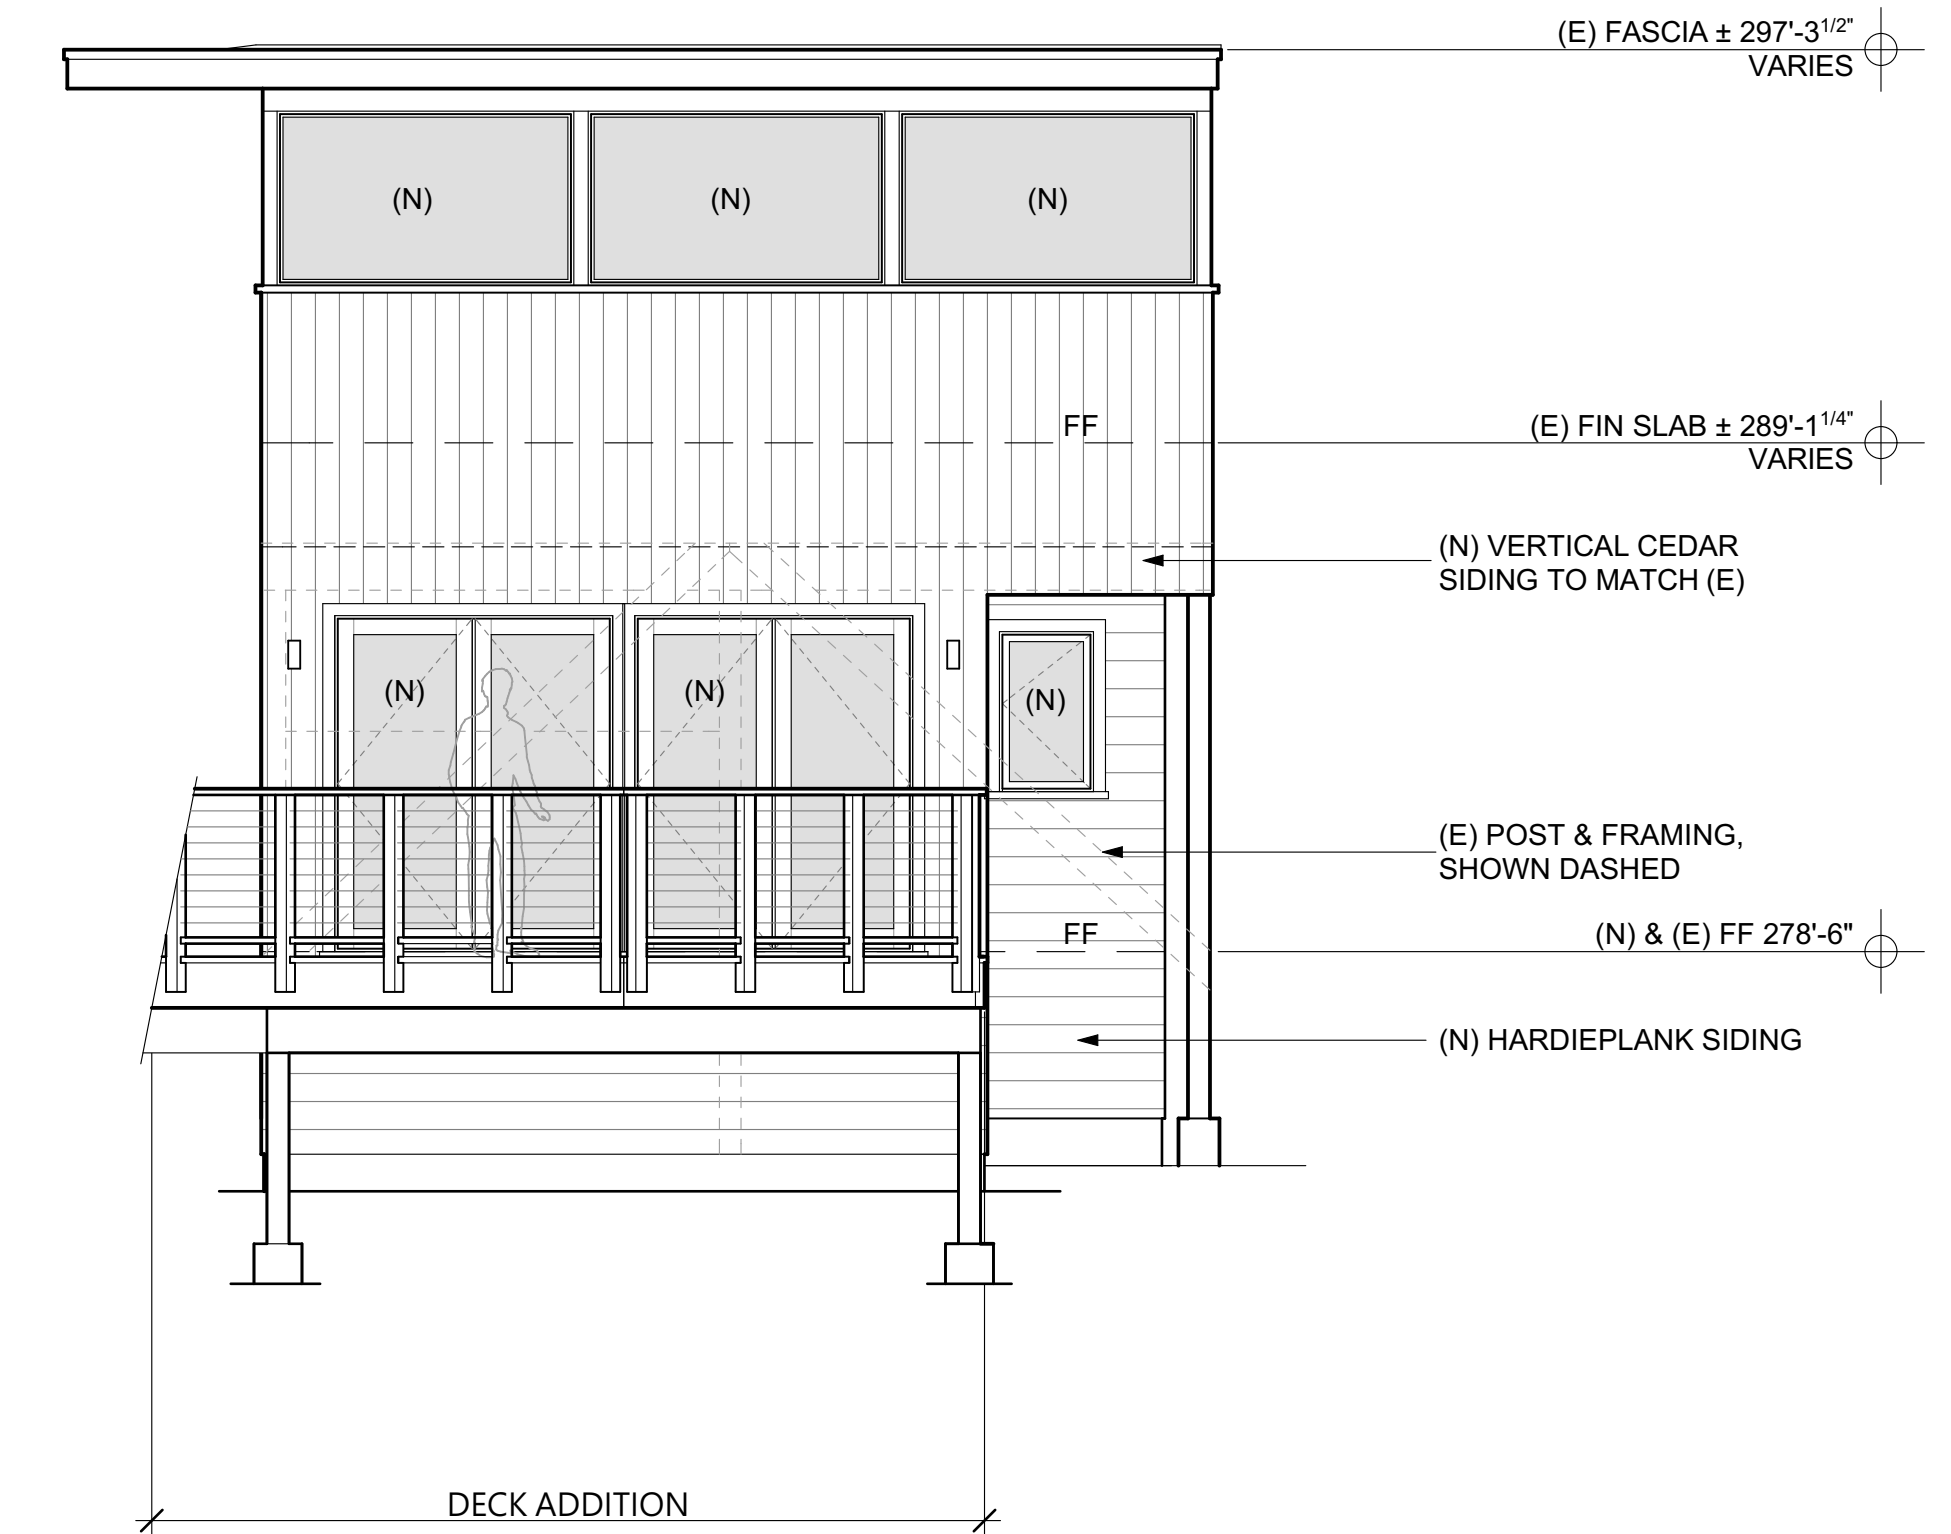 (E) FASCIA ± 297'-3 1/2"
VARIES
(N)
(N)
(N)
FF
(E) FIN SLAB ± 289'-1 1/4"
VARIES
(N) VERTICAL CEDAR
SIDING TO MATCH (E)
(N)
(N)
(N)
(E) POST & FRAMING,
SHOWN DASHED
FF
(N) & (E) FF 278'-6"
(N) HARDIEPLANK SIDING
DECK ADDITION